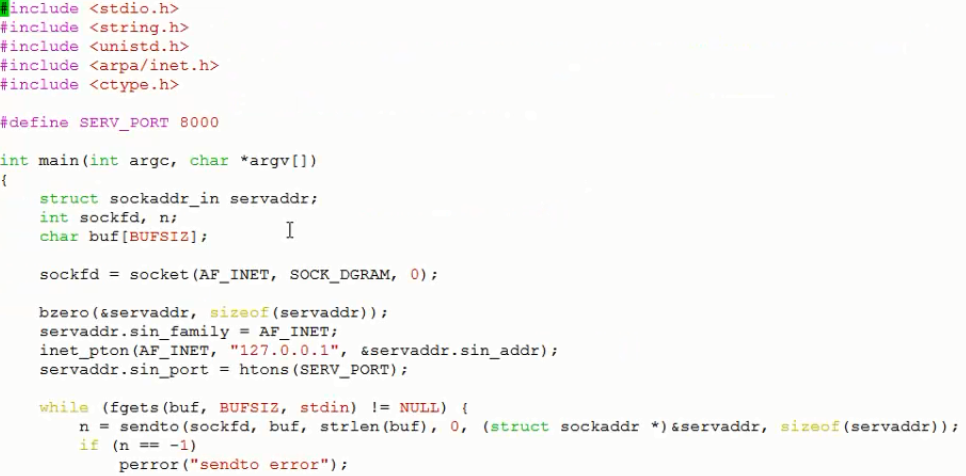 #include <stdio.h>
#include <string.h>
#include <unistd.h>
#include <arpa/inet.h>
#include <ctype.h>
#define SERV_PORT 8000
int main(int argc, char *argv[])
{
struct sockaddr_in servaddr;
int sockfd, n;
char buf[BUFSIZ];
sockfd = socket(AF_INET, SOCK_DGRAM, 0);
bzero(&servaddr, sizeof(servaddr));
servaddr.sin_family = AF_INET;
inet_pton(AF_INET, "127.0.0.1", &servaddr.sin_addr);
servaddr.sin_port = htons(SERV_PORT);
while (fgets(buf, BUFSIZ, stdin) != NULL) {
n = sendto(sockfd, buf, strlen(buf), 0, (struct sockaddr *)&servaddr, sizeof(servaddr));
if (n == -1)
perror("sendto error");